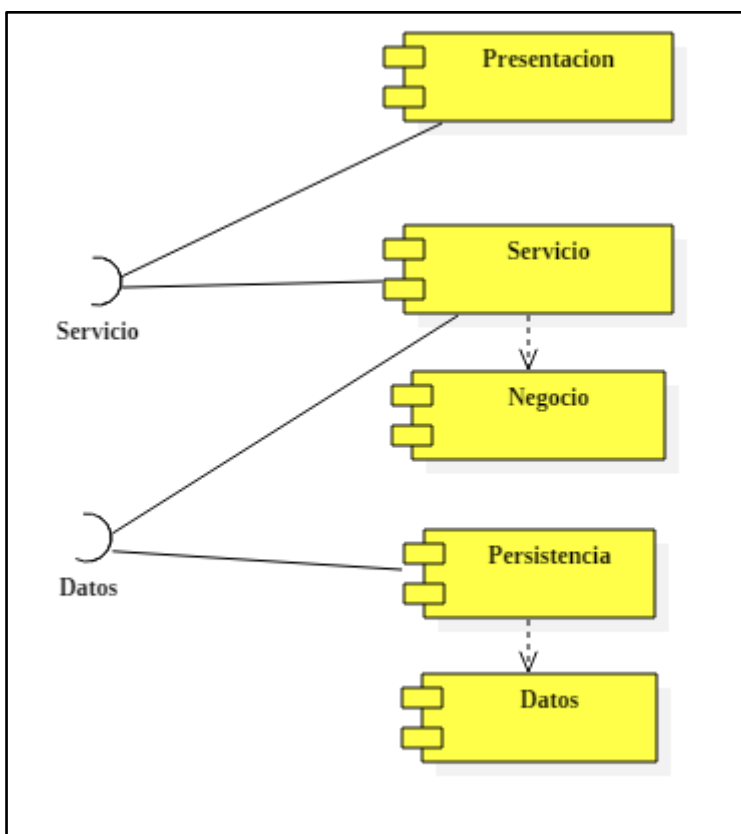 Presentacion
Servicio
Servicio
Negocio
Persistencia
Datos
Datos